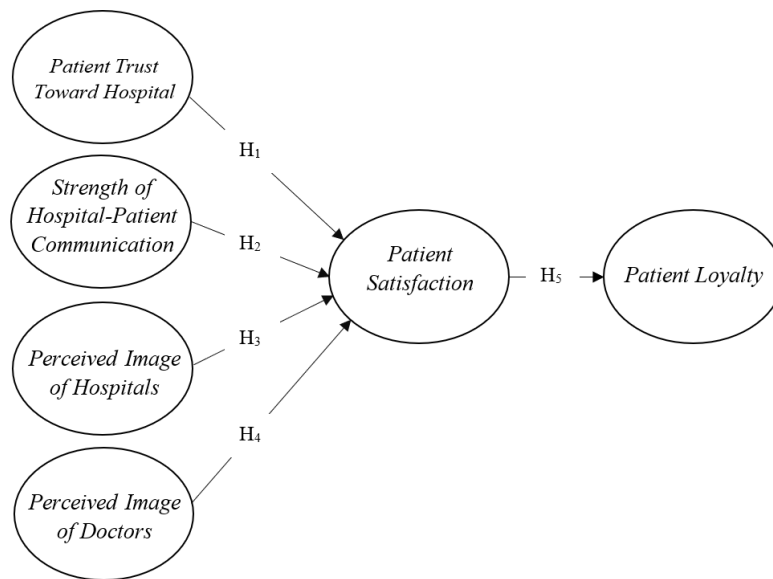 Patient Trust
Toward Hospital
H₁
Strength of
Hospital-Patient
Communication
H₂
Patient
Satisfaction
H₅
Patient Loyalty
Perceived Image
of Hospitals
H₃
H₄
Perceived Image
of Doctors